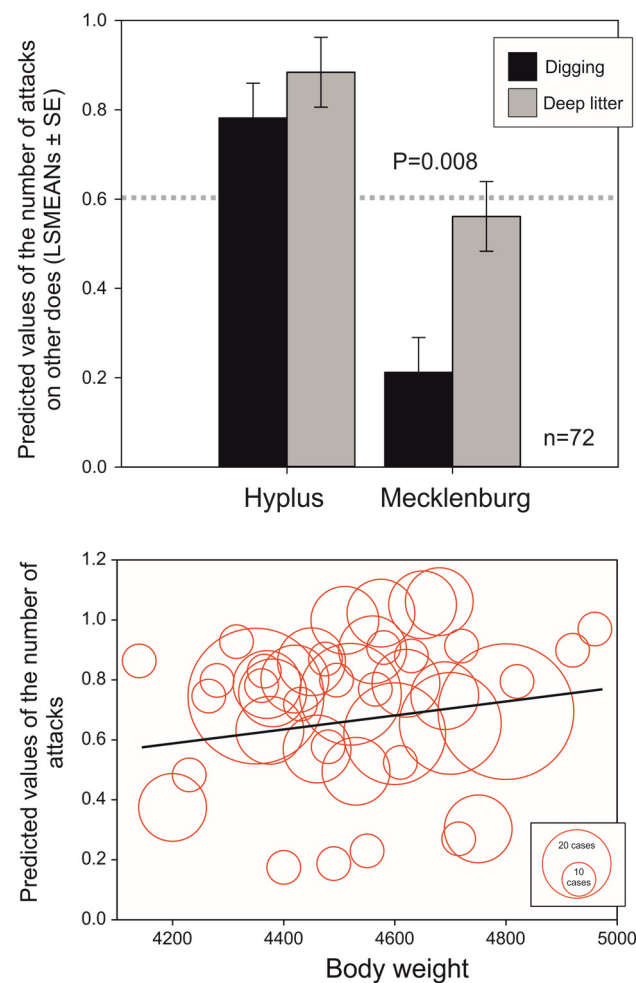 Predicted values of the number of attacks
on other does (LSMEANs ± SE)
1.0
0.8
0.6
0.4
0.2
0.0
Digging
Deep litter
P=0.008
n=72
Hyplus
Mecklenburg
Predicted values of the number of
attacks
1.2
1.0
0.8
0.6
0.4
0.2
0.0
20 cases
10
cases
4200
4400
4600
4800
5000
Body weight